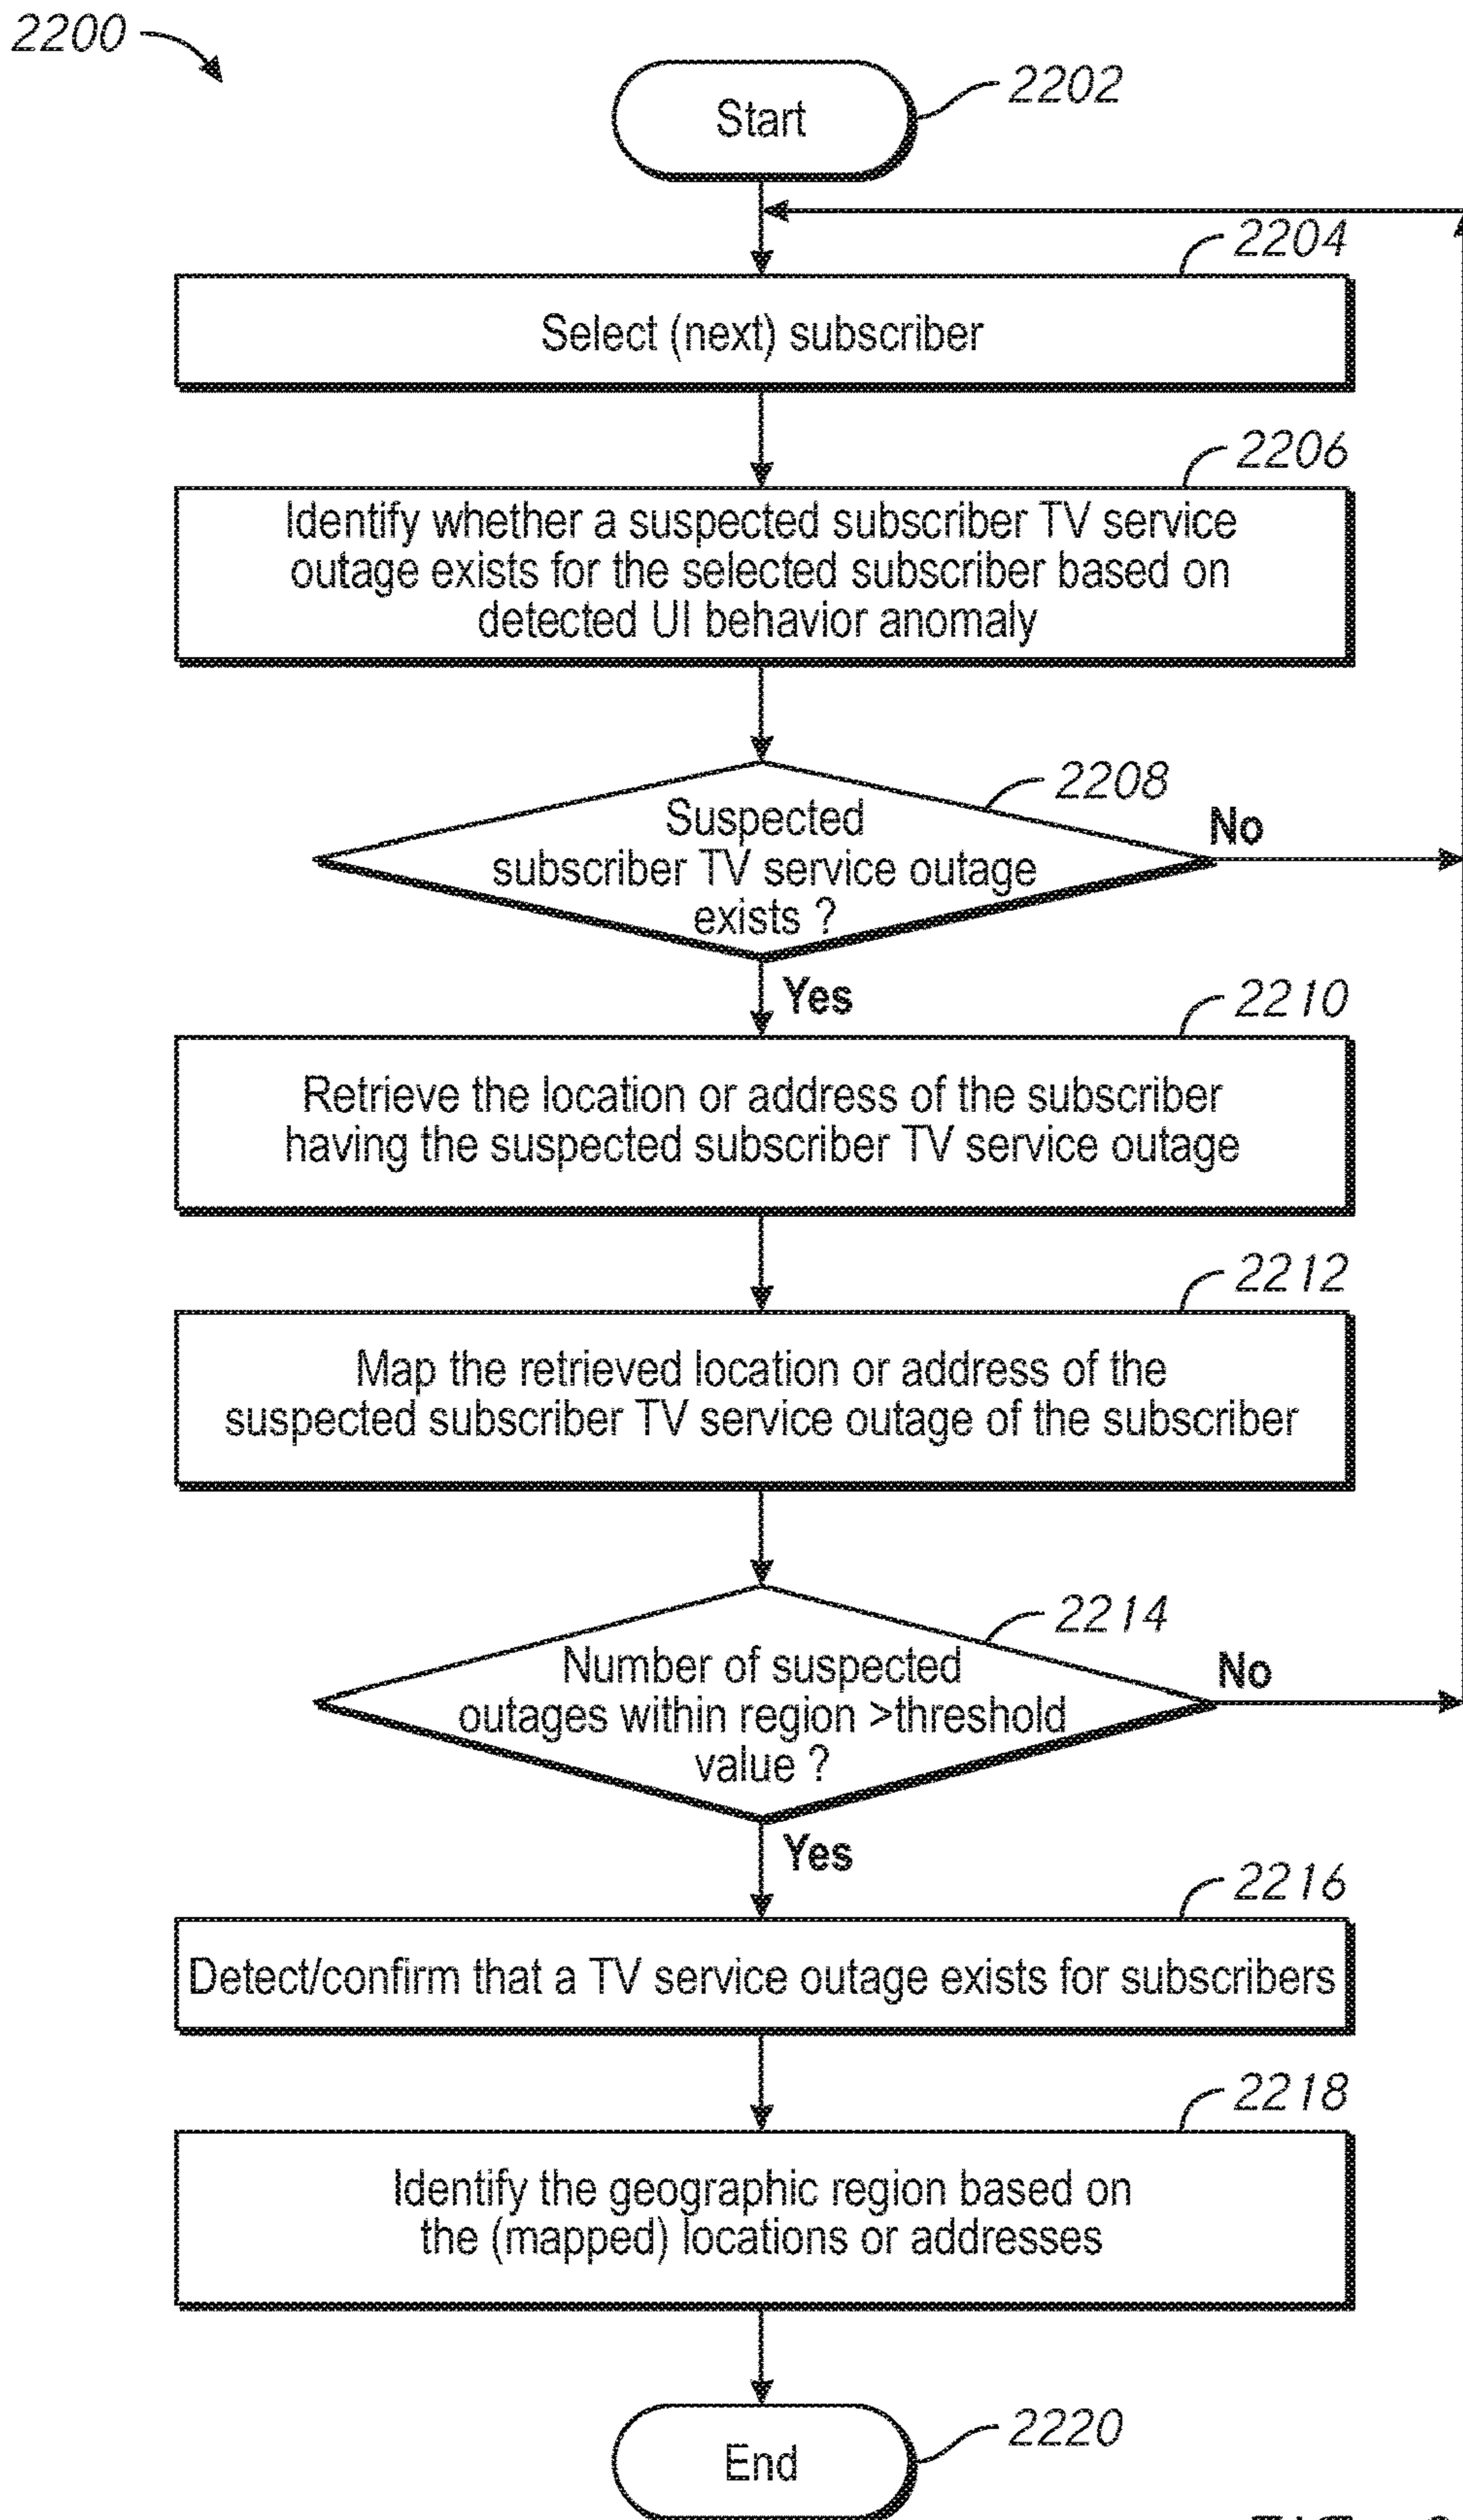 2200
Start
2202
2204
Select (next) subscriber
2206
Identify whether a suspected subscriber TV service
outage exists for the selected subscriber based on
detected UI behavior anomaly
2208
Suspected
subscriber TV service outage
exists ?
No
Yes
2210
Retrieve the location or address of the subscriber
having the suspected subscriber TV service outage
2212
Map the retrieved location or address of the
suspected subscriber TV service outage of the subscriber
2214
Number of suspected
outages within region >threshold
value ?
No
Yes
2216
Detect/confirm that a TV service outage exists for subscribers
2218
Identify the geographic region based on
the (mapped) locations or addresses
End
2220